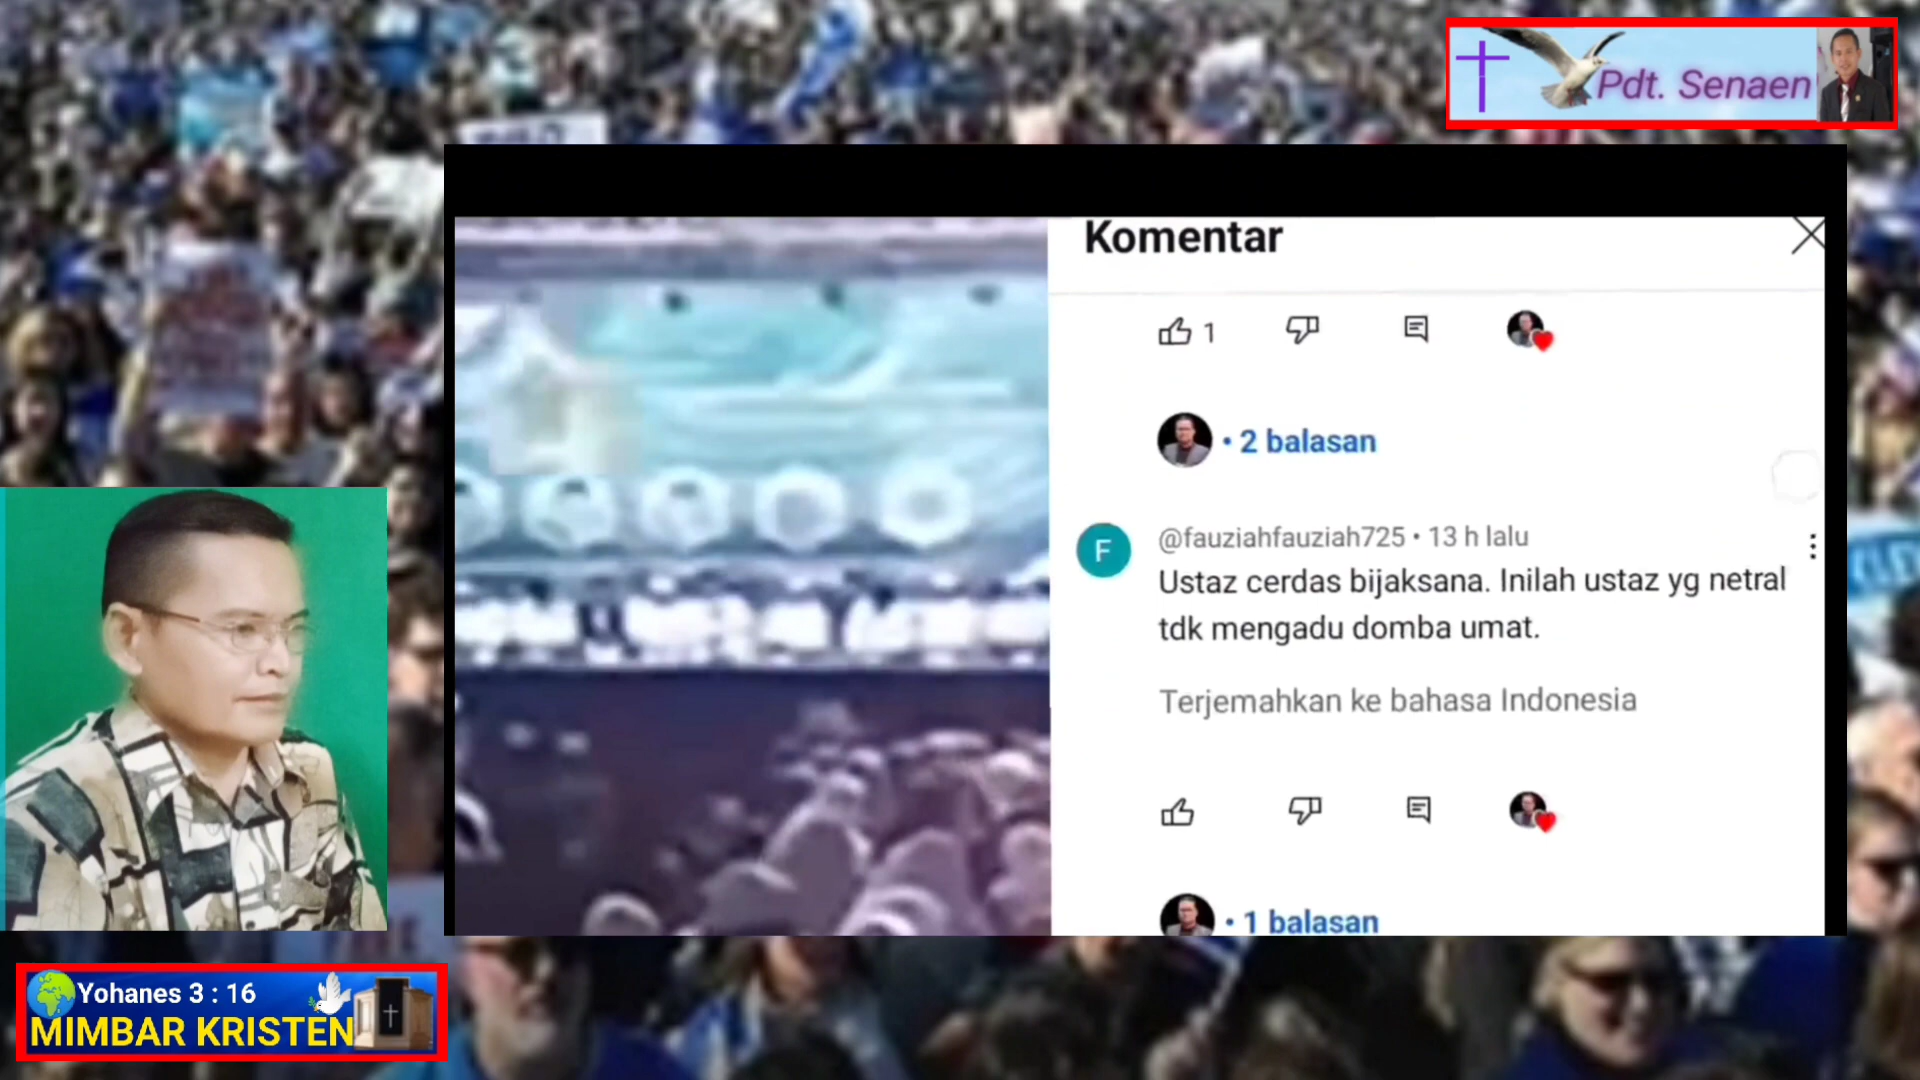 Pdt. Senaen
Komentar
1
• 2 balasan
F
@fauziahfauziah725 • 13 h lalu
Ustaz cerdas bijaksana. Inilah ustaz yg netral
tdk mengadu domba umat.
Terjemahkan ke bahasa Indonesia
• 1 balasan
Yohanes 3 : 16
MIMBAR KRISTEN